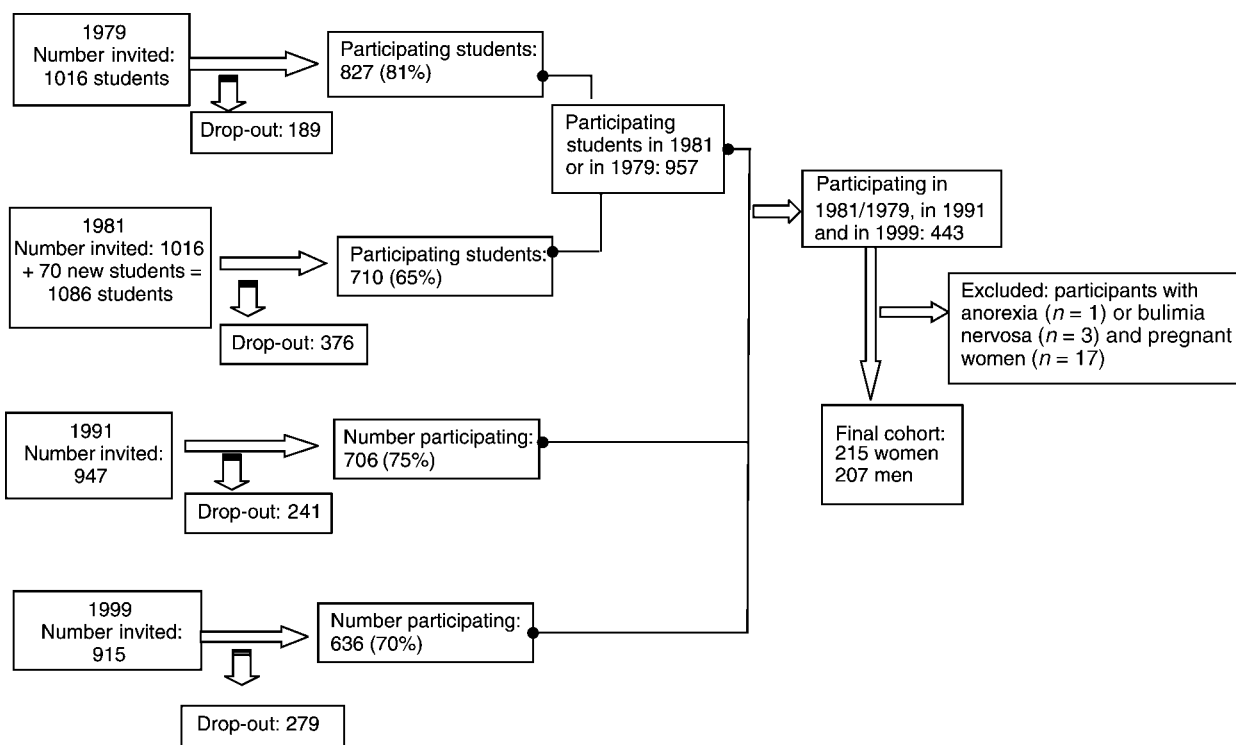 1979
Number invited:
1016 students
Participating students:
827 (81%)
Drop-out: 189
Participating
students in 1981
or in 1979: 957
1981
Number invited: 1016
+ 70 new students =
1086 students
Participating students:
710 (65%)
Drop-out: 376
Participating in
1981/1979, in 1991
and in 1999: 443
Excluded: participants with
anorexia (n = 1) or bulimia
nervosa (n = 3) and pregnant
women (n = 17)
1991
Number invited:
947
Number participating:
706 (75%)
Drop-out: 241
Final cohort:
215 women
207 men
1999
Number invited:
915
Number participating:
636 (70%)
Drop-out: 279